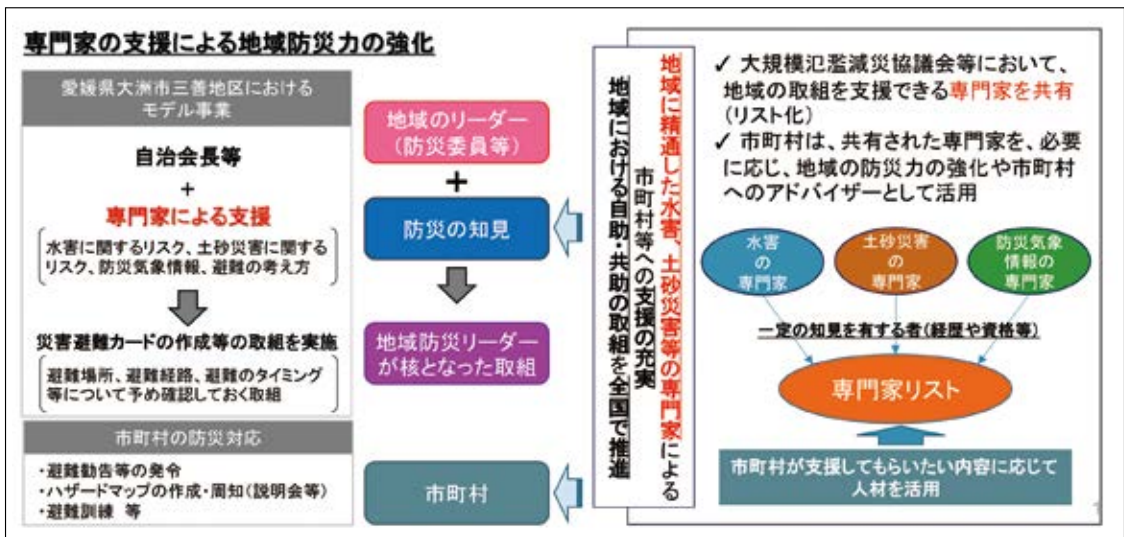 専門家の支援による地域防災力の強化
愛媛県大洲市三善地区における
モデル事業
自治会長等
+
専門家による支援
水害に関するリスク、土砂災害に関する
リスク、防災気象情報、避難の考え方
災害避難カードの作成等の取組を実施
避難場所、避難経路、避難のタイミング
等について予め確認しておく取組
市町村の防災対応
・避難勧告等の発令
・ハザードマップの作成・周知(説明会等)
・避難訓練 等
地域のリーダー
(防災委員等)
+
防災の知見
地域防災リーダー
が核となった取組
市町村
地域に精通した水害、土砂災害等の専門家による
市町村等への支援の充実
地域における自助・共助の取組を全国で推進
✓ 大規模氾濫減災協議会等において、
地域の取組を支援できる専門家を共有
(リスト化)
✓ 市町村は、共有された専門家を、必要
に応じ、地域の防災力の強化や市町村
へのアドバイザーとして活用
水害
の
専門家
土砂災害
の
専門家
防災気象
情報の
専門家
一定の知見を有する者(経歴や資格等)
専門家リスト
市町村が支援してもらいたい内容に応じて
人材を活用
1